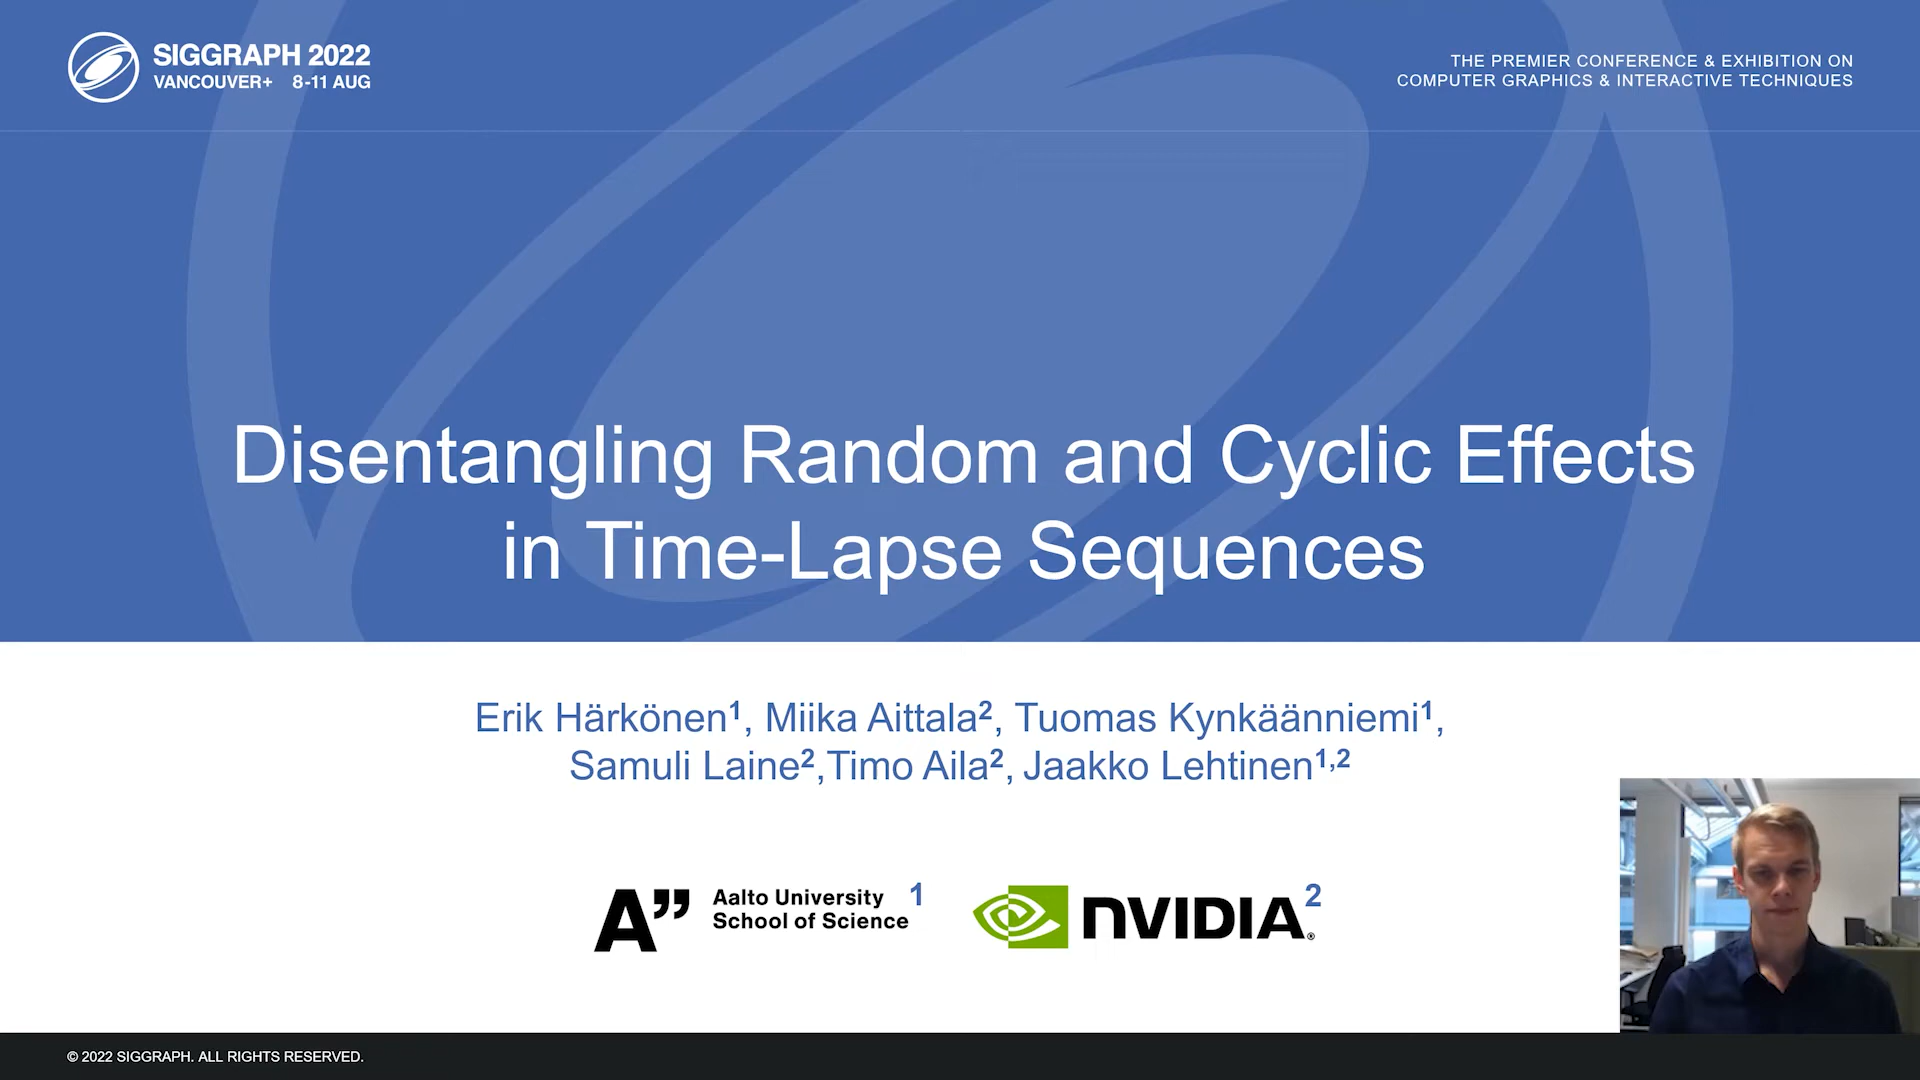 SIGGRAPH 2022
VANCOUVER+ 8-11 AUG
THE PREMIER CONFERENCE & EXHIBITION ON
COMPUTER GRAPHICS & INTERACTIVE TECHNIQUES
Disentangling Random and Cyclic Effects
in Time-Lapse Sequences
Erik Härkönen¹, Miika Aittala², Tuomas Kynkäänniemi¹,
Samuli Laine²,Timo Aila², Jaakko Lehtinen¹,²
A” Aalto University 1
School of Science
NVIDIA® 2
© 2022 SIGGRAPH. ALL RIGHTS RESERVED.